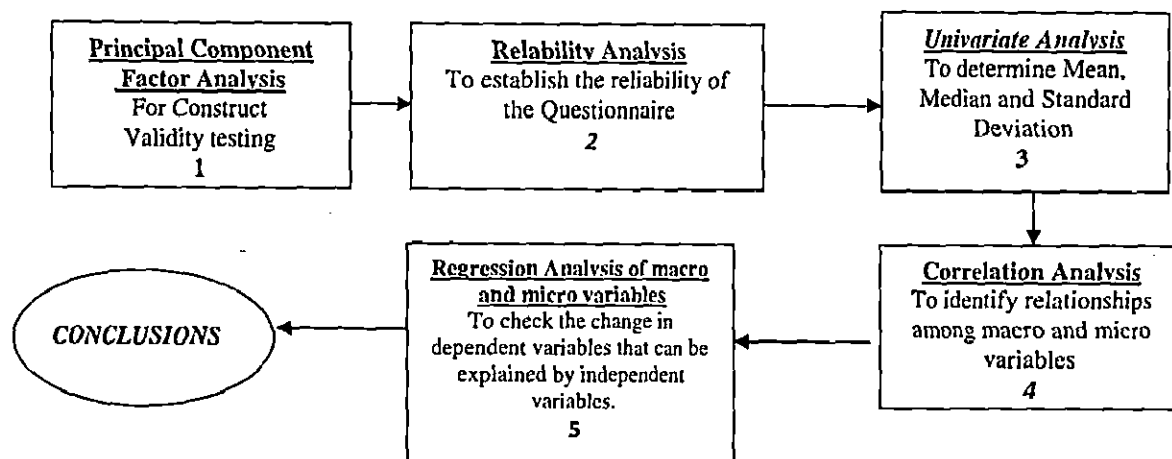 Principal Component
Factor Analysis
For Construct
Validity testing
1
Relability Analysis
To establish the reliability of
the Questionnaire
2
Univariate Analysis
To determine Mean,
Median and Standard
Deviation
3
Correlation Analysis
To identify relationships
among macro and micro
variables
4
Regression Analysis of macro
and micro variables
To check the change in
dependent variables that can be
explained by independent
variables.
5
CONCLUSIONS